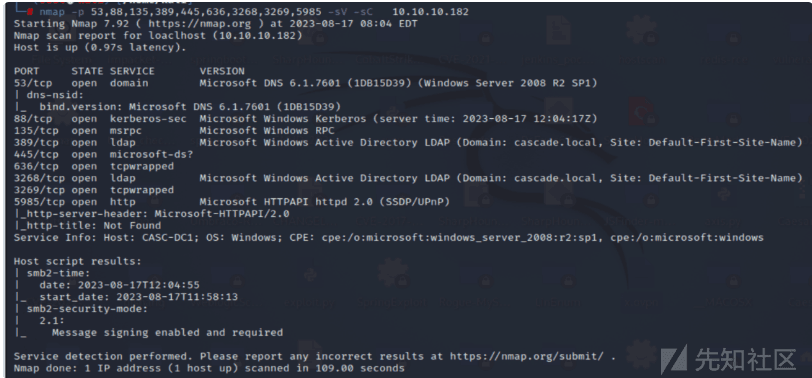 nmap -p 53,88,135,389,445,636,3268,3269,5985 -sV -sC 10.10.10.182
Starting Nmap 7.92 ( https://nmap.org ) at 2023-08-17 08:04 EDT
Nmap scan report for loaclhost (10.10.10.182)
Host is up (0.97s latency).

PORT STATE SERVICE VERSION
53/tcp open domain Microsoft DNS 6.1.7601 (1DB15D39) (Windows Server 2008 R2 SP1)
| dns-nsid:
|_ bind.version: Microsoft DNS 6.1.7601 (1DB15D39)
88/tcp open kerberos-sec Microsoft Windows Kerberos (server time: 2023-08-17 12:04:17Z)
135/tcp open msrpc Microsoft Windows RPC
389/tcp open ldap Microsoft Windows Active Directory LDAP (Domain: cascade.local, Site: Default-First-Site-Name)
445/tcp open microsoft-ds?
636/tcp open tcpwrapped
3268/tcp open ldap Microsoft Windows Active Directory LDAP (Domain: cascade.local, Site: Default-First-Site-Name)
3269/tcp open tcpwrapped
5985/tcp open http Microsoft HTTPAPI httpd 2.0 (SSDP/UPnP)
|_http-server-header: Microsoft-HTTPAPI/2.0
|_http-title: Not Found
Service Info: Host: CASC-DC1; OS: Windows; CPE: cpe:/o:microsoft:windows_server_2008:r2:sp1, cpe:/o:microsoft:windows

Host script results:
| smb2-time:
| date: 2023-08-17T12:04:55
|_ start_date: 2023-08-17T11:58:13
| smb2-security-mode:
| 2.1:
|_ Message signing enabled and required

Service detection performed. Please report any incorrect results at https://nmap.org/submit/ .
Nmap done: 1 IP address (1 host up) scanned in 109.00 seconds
先知社区